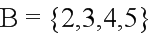 B = {2,3,4,5}